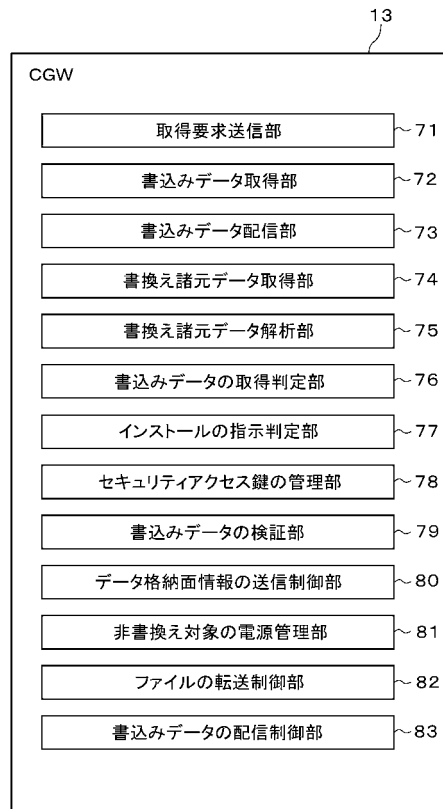 13
CGW
取得要求送信部 71
書込みデータ取得部 72
書込みデータ配信部 73
書換え諸元データ取得部 74
書換え諸元データ解析部 75
書込みデータの取得判定部 76
インストールの指示判定部 77
セキュリティアクセス鍵の管理部 78
書込みデータの検証部 79
データ格納面情報の送信制御部 80
非書換え対象の電源管理部 81
ファイルの転送制御部 82
書込みデータの配信制御部 83